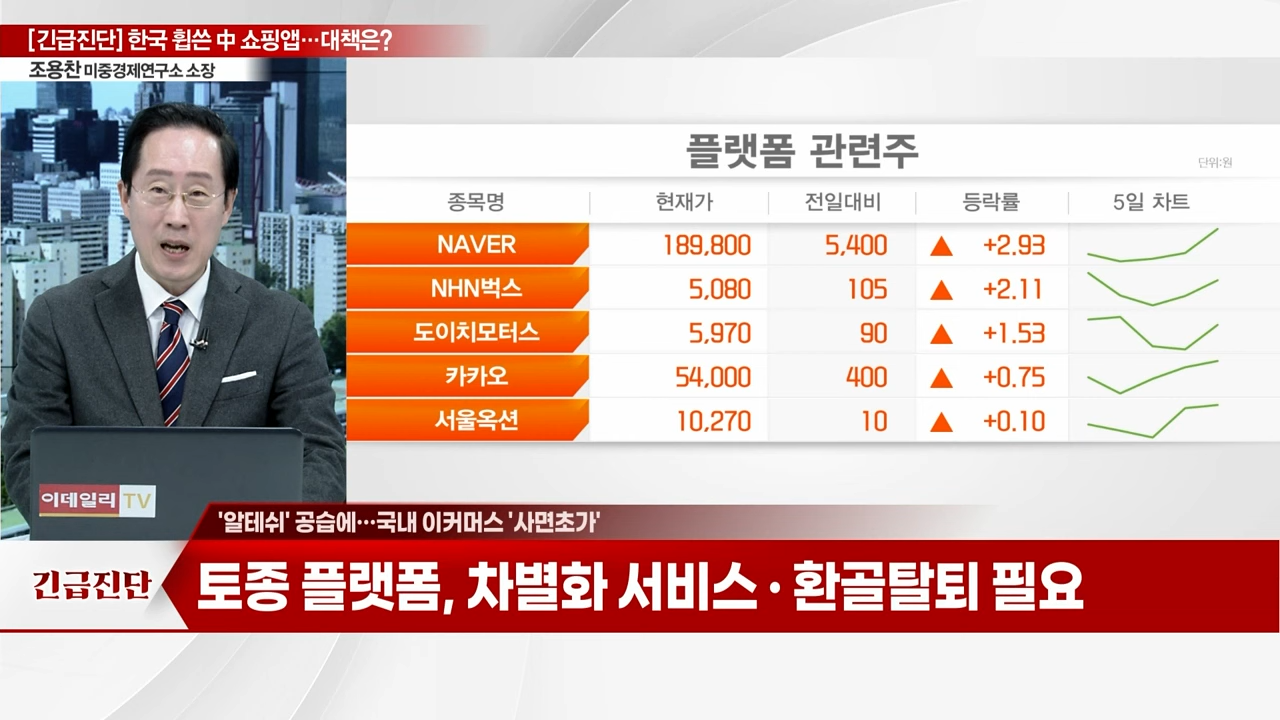 [긴급진단] 한국 휩쓴 中 쇼핑앱…대책은?
조용찬 미중경제연구소 소장
플랫폼 관련주
단위:원
종목명 현재가 전일대비 등락률 5일 차트
NAVER 189,800 5,400 ▲ +2.93
NHN벅스 5,080 105 ▲ +2.11
도이치모터스 5,970 90 ▲ +1.53
카카오 54,000 400 ▲ +0.75
서울옥션 10,270 10 ▲ +0.10
이데일리 TV
'알테쉬' 공습에…국내 이커머스 '사면초가'
긴급진단
토종 플랫폼, 차별화 서비스·환골탈퇴 필요